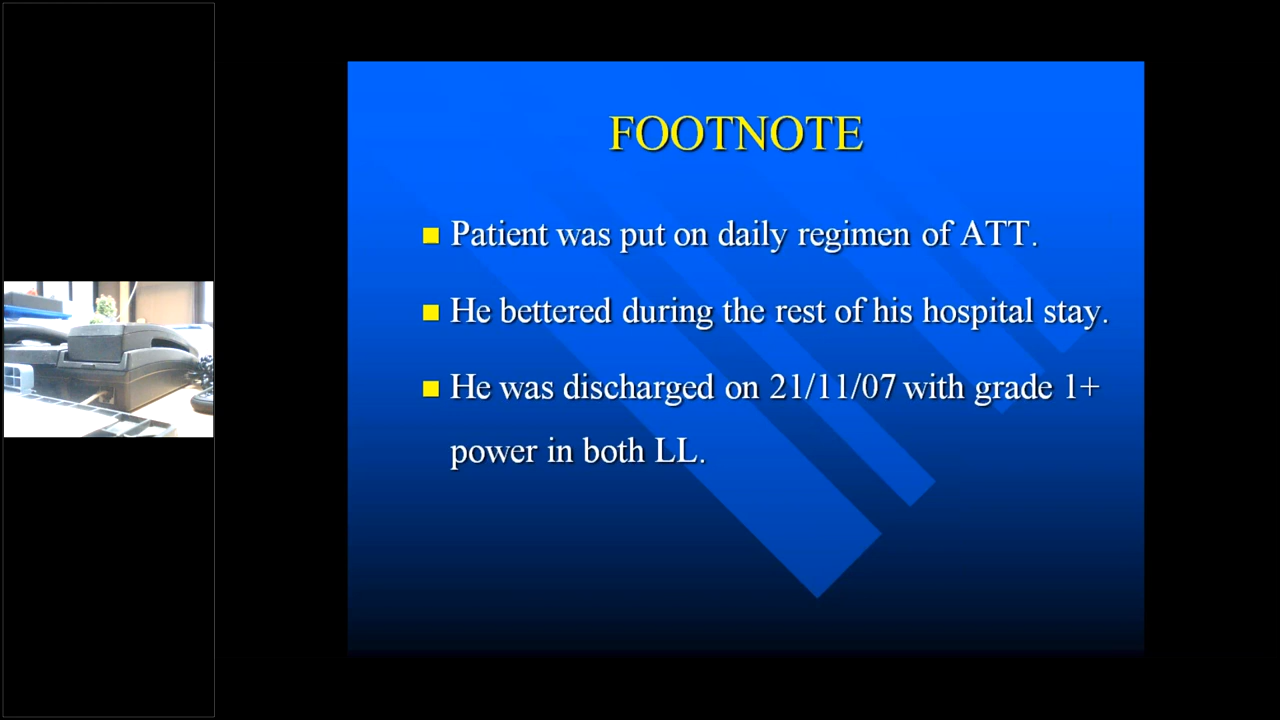 FOOTNOTE
Patient was put on daily regimen of ATT.
He bettered during the rest of his hospital stay.
He was discharged on 21/11/07 with grade 1+
power in both LL.